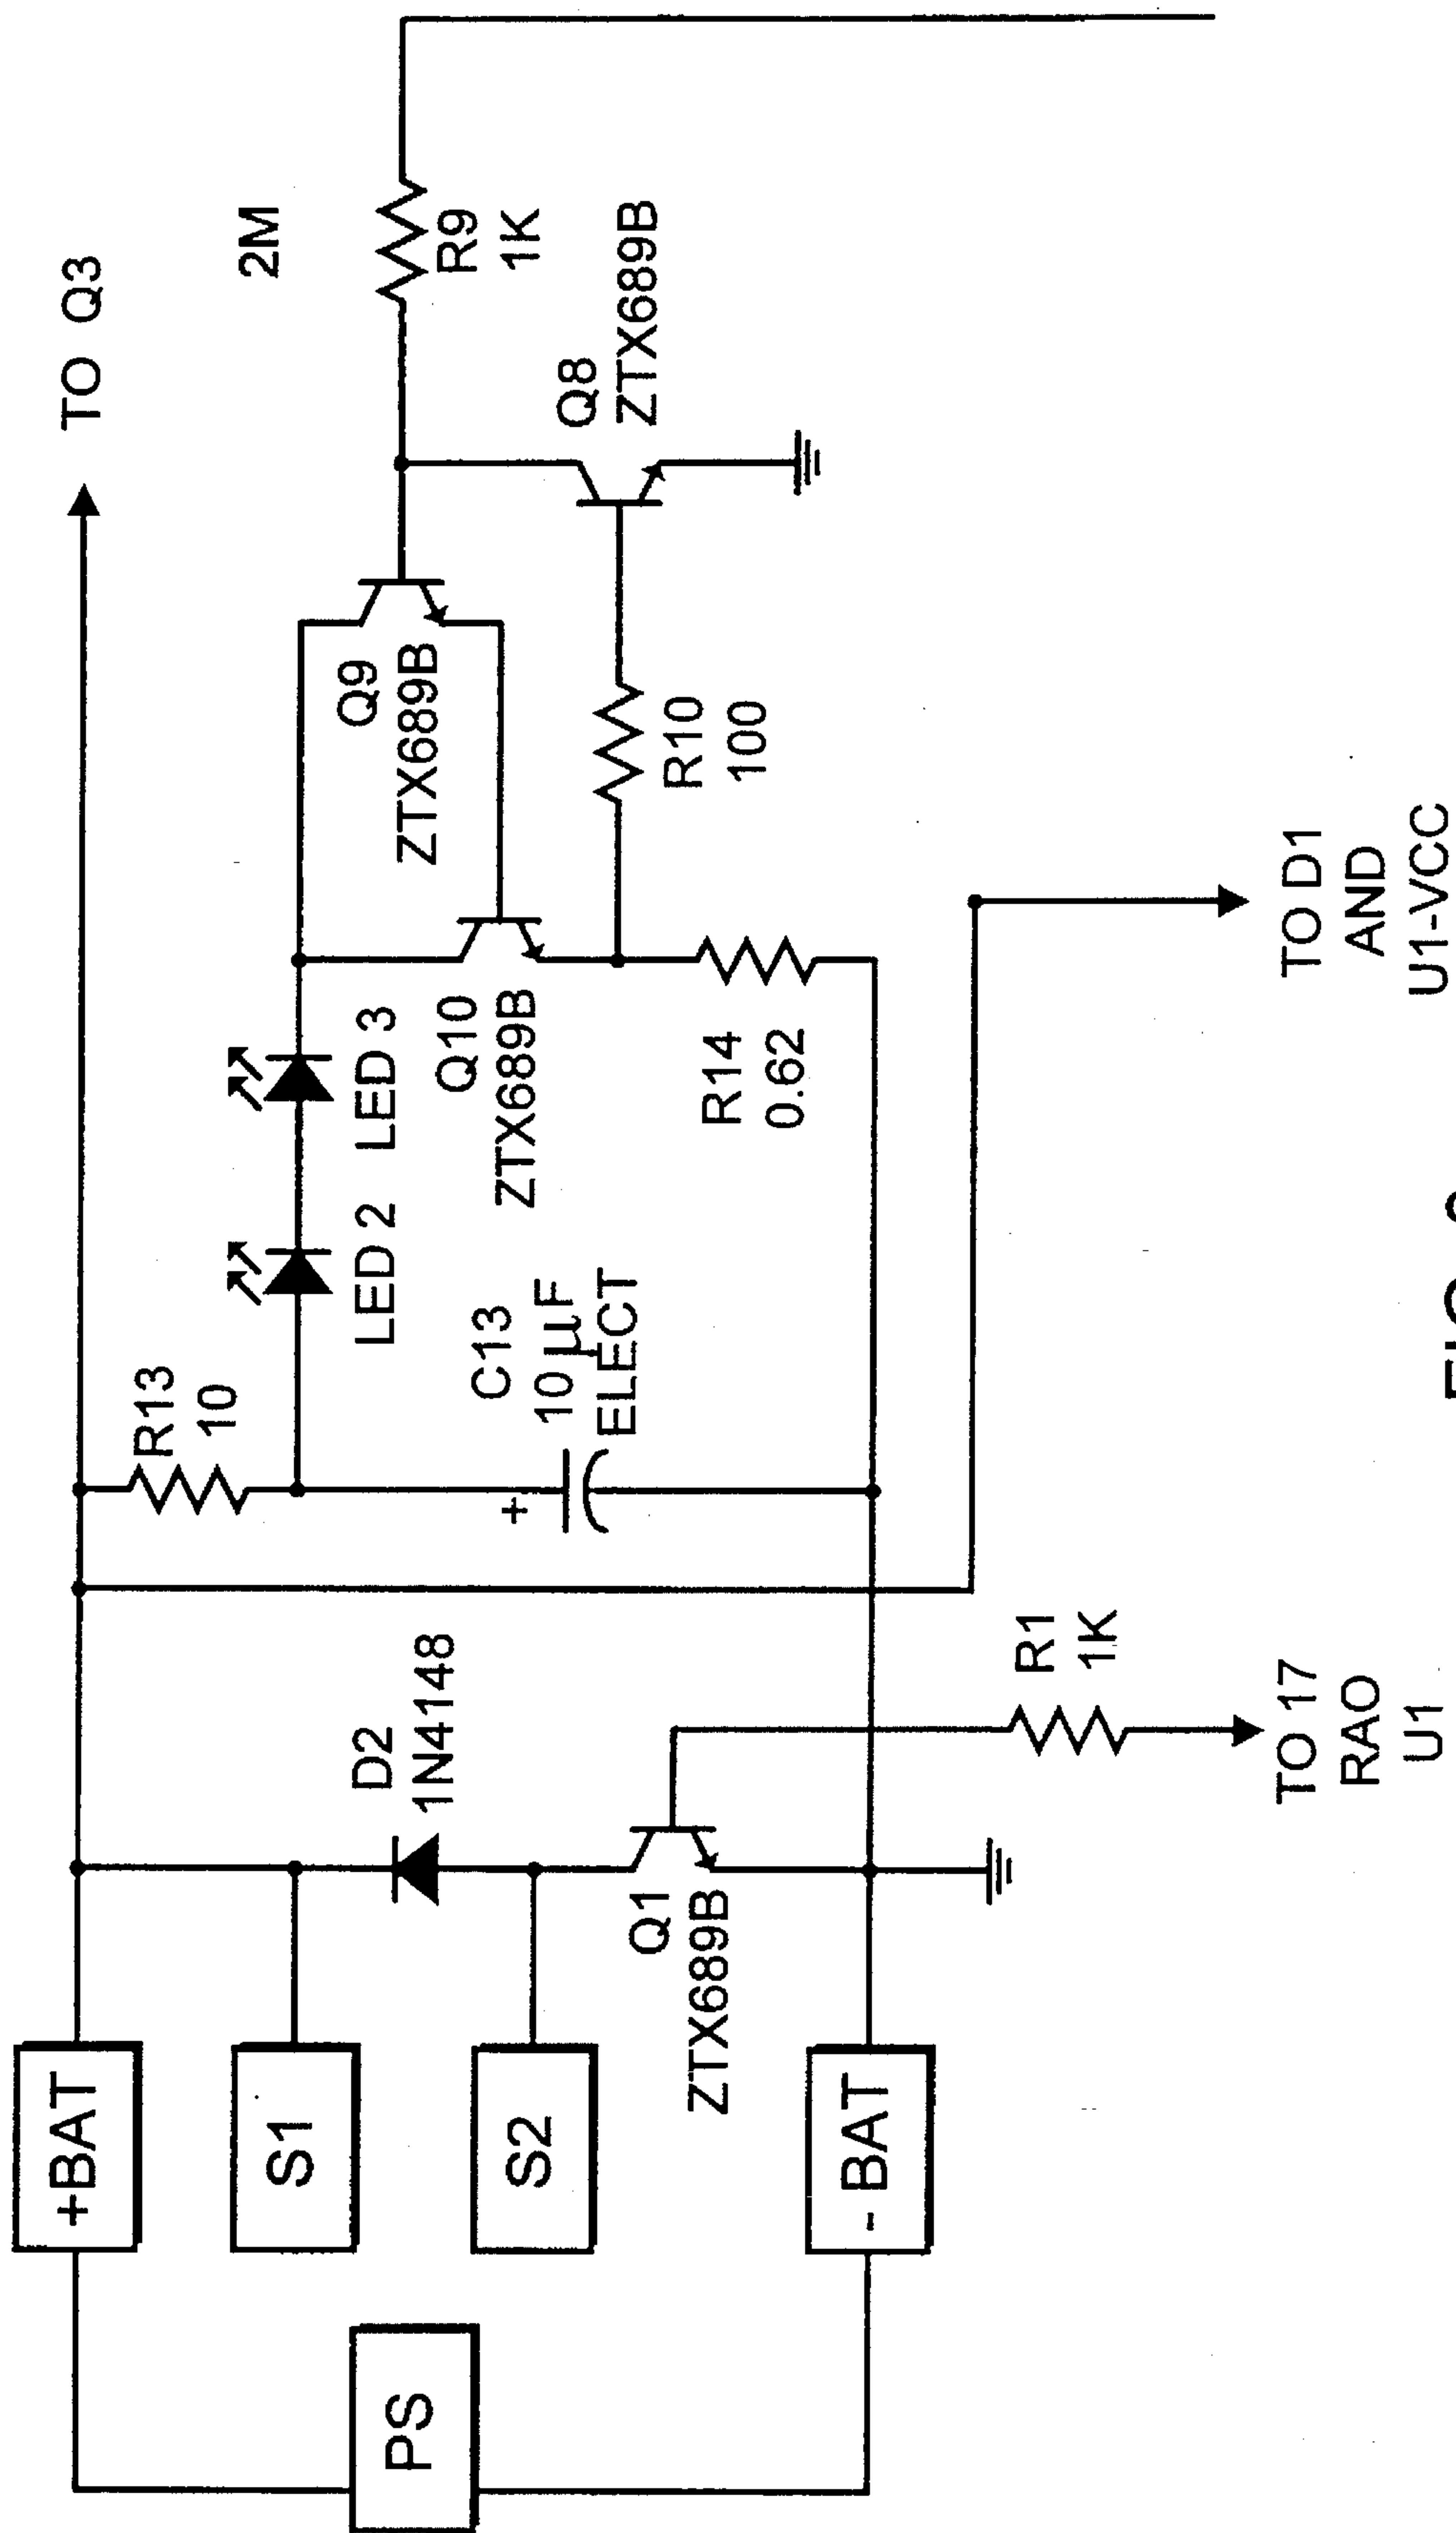 +BAT
S1
S2
- BAT
PS
D2
1N4148
Q1
ZTX689B
R1
1K
TO 17
RAO
U1
R13
10
LED 2
LED 3
C13
+
10 µF
ELECT
Q10
ZTX689B
R14
0.62
Q9
ZTX689B
R10
100
Q8
ZTX689B
R9
1K
2M
TO Q3
TO D1
AND
U1-VCC